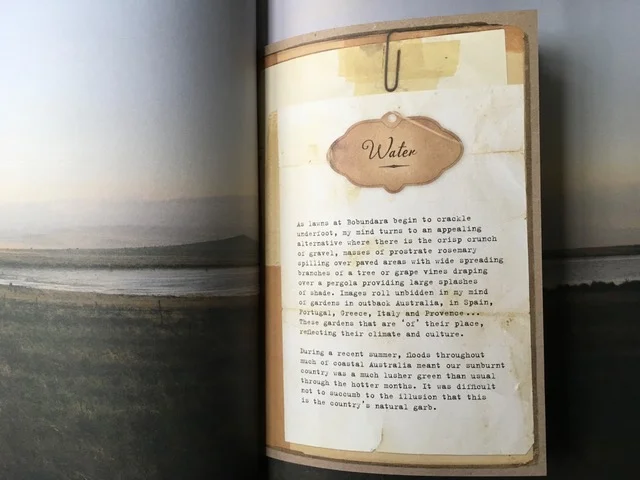 Water
As lawns at Bobundara begin to crackle
underfoot, my mind turns to an appealing
alternative where there is the crisp crunch
of gravel, masses of prostrate rosemary
spilling over paved areas with wide spreading
branches of a tree or grape vines draping
over a pergola providing large splashes
of shade. Images roll unbidden in my mind
of gardens in outback Australia, in Spain,
Portugal, Greece, Italy and Provence...
These gardens that are 'of' their place,
reflecting their climate and culture.
During a recent summer, floods throughout
much of coastal Australia meant our sunburnt
country was a much lusher green than usual
through the hotter months. It was difficult
not to succumb to the illusion that this
is the country's natural garb.